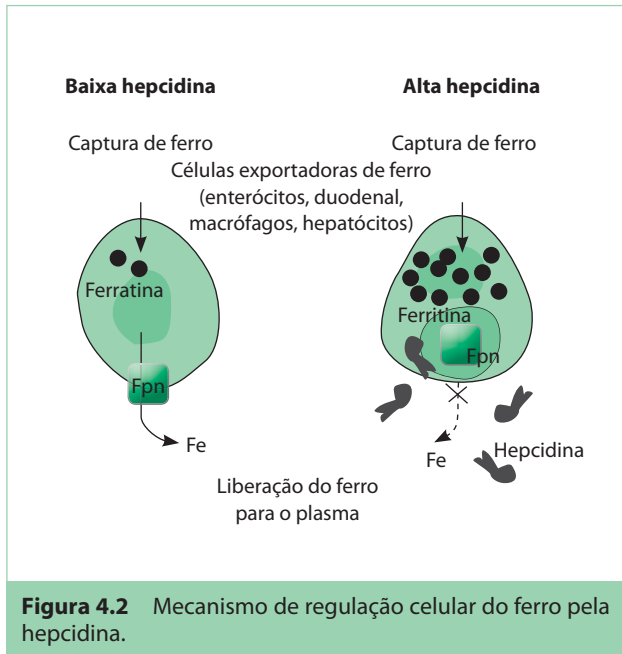 Baixa hepcidina
Alta hepcidina
Captura de ferro
Captura de ferro
Células exportadoras de ferro
(enterócitos, duodenal,
macrófagos, hepatócitos)
Ferratina
Fpn
Fe
Ferritina
Fpn
Fe
Hepcidina
Liberação do ferro
para o plasma
Figura 4.2 Mecanismo de regulação celular do ferro pela
hepcidina.